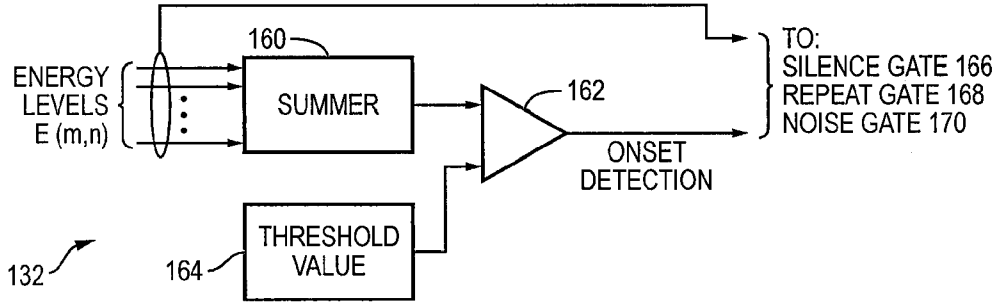 160
ENERGY
LEVELS
E (m,n)
SUMMER
162
TO:
SILENCE GATE 166
REPEAT GATE 168
NOISE GATE 170
ONSET
DETECTION
THRESHOLD
VALUE
164
132